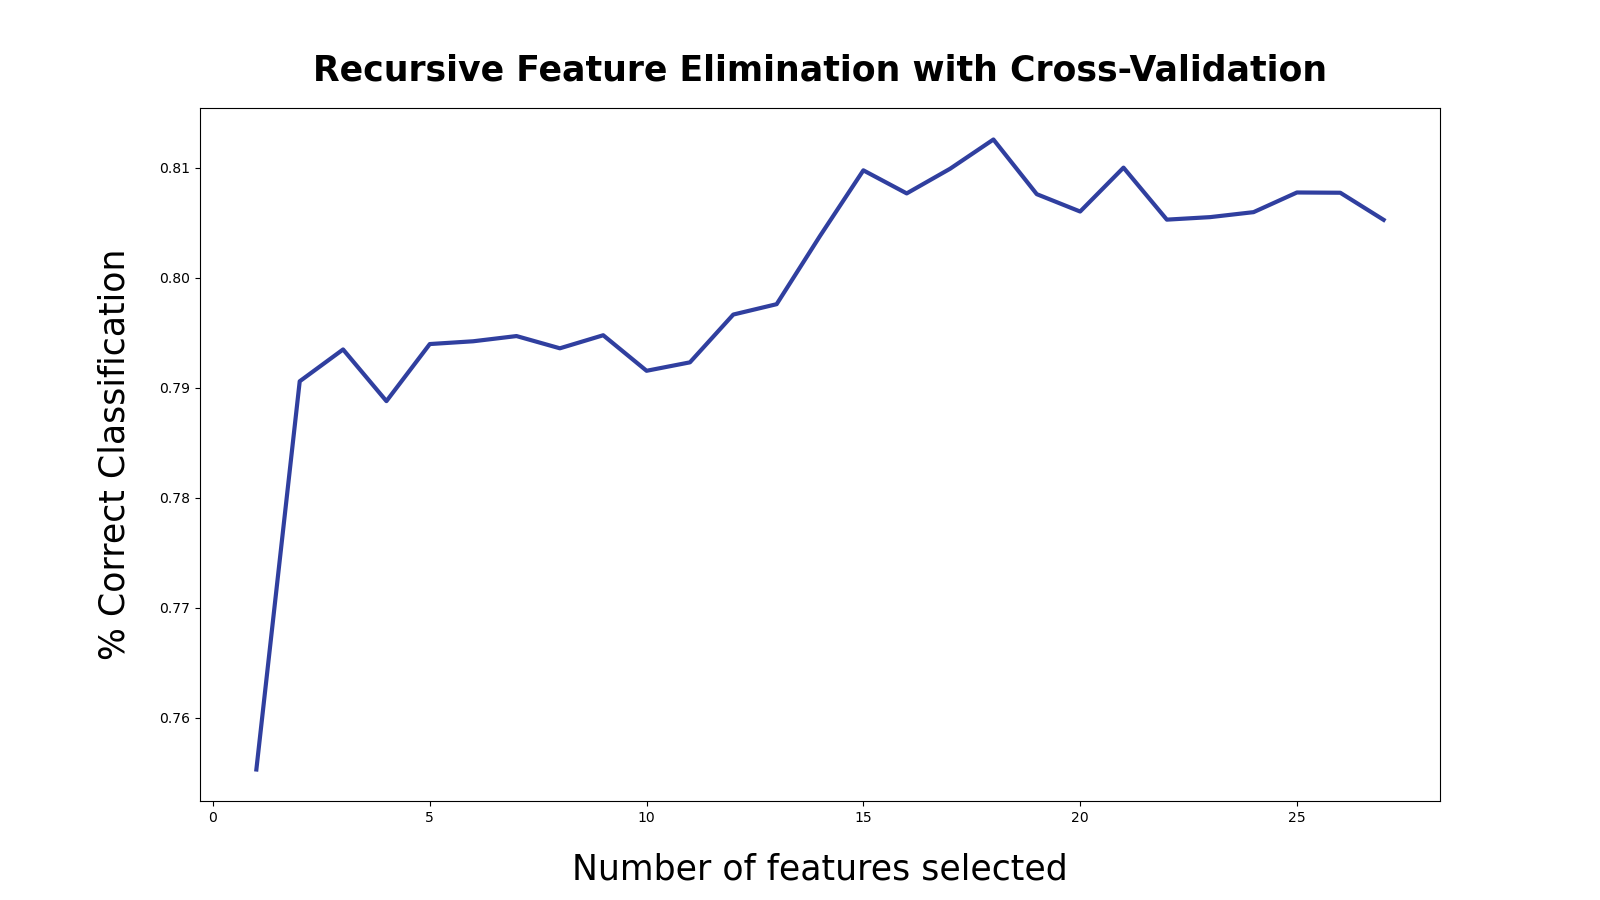 Recursive Feature Elimination with Cross-Validation
% Correct Classification
0.81
0.80
0.79
0.78
0.77
0.76
0 5 10 15 20 25
Number of features selected